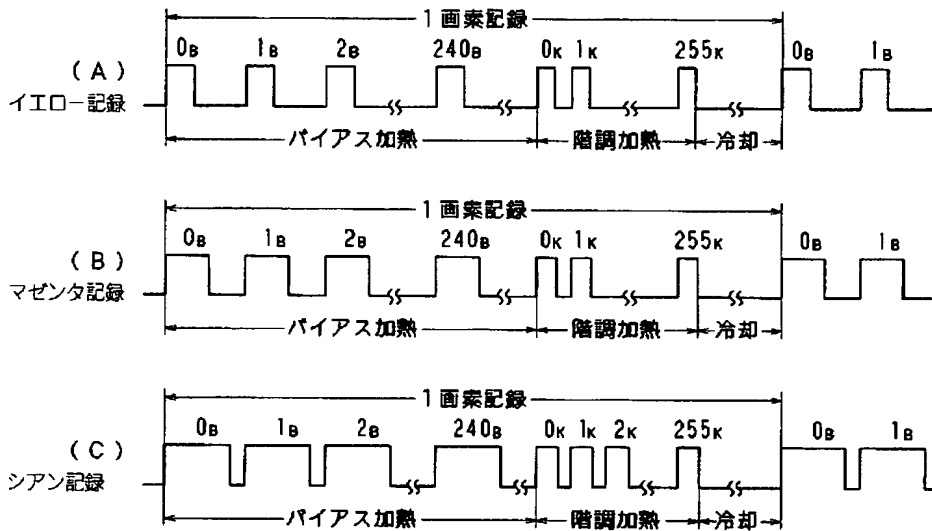 1画素記録
0B 1B 2B 240B 0K 1K 255K 0B 1B
(A)
イエロー記録
バイアス加熱 階調加熱 冷却
1画素記録
0B 1B 2B 240B 0K 1K 255K 0B 1B
(B)
マゼンタ記録
バイアス加熱 階調加熱 冷却
1画素記録
0B 1B 2B 240B 0K 1K 2K 255K 0B 1B
(C)
シアン記録
バイアス加熱 階調加熱 冷却